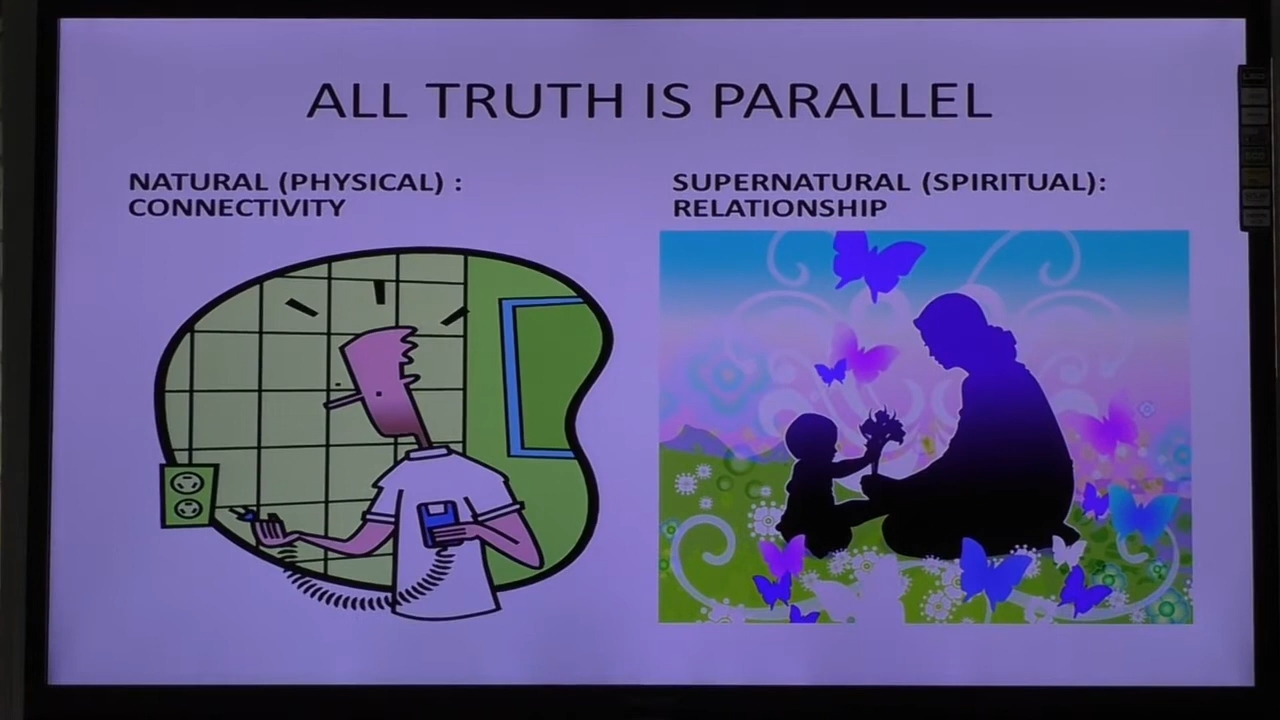 ALL TRUTH IS PARALLEL
NATURAL (PHYSICAL) :
CONNECTIVITY
SUPERNATURAL (SPIRITUAL):
RELATIONSHIP